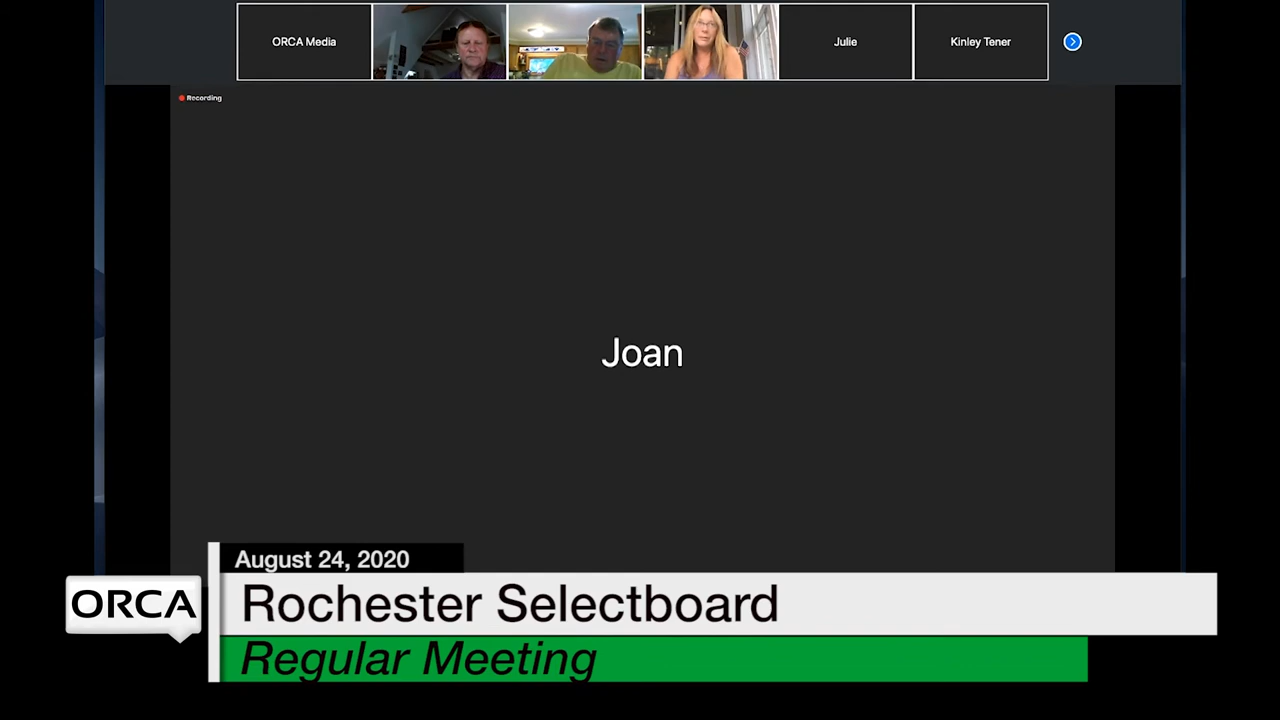 ORCA Media
Julie
Kinley Tener
Recording
Joan
August 24, 2020
ORCA
Rochester Selectboard
Regular Meeting